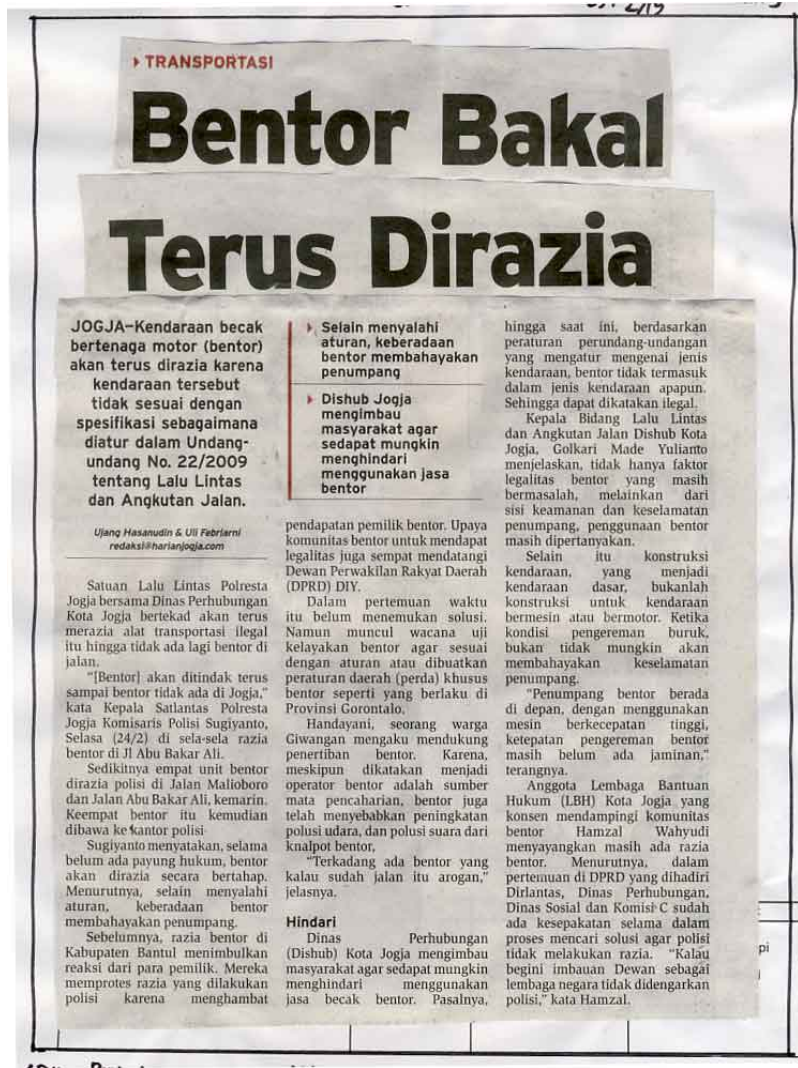 ▸ TRANSPORTASI
Bentor Bakal
Terus Dirazia
JOGJA—Kendaraan becak
bertenaga motor (bentor)
akan terus dirazia karena
kendaraan tersebut
tidak sesuai dengan
spesifikasi sebagaimana
diatur dalam Undang-
undang No. 22/2009
tentang Lalu Lintas
dan Angkutan Jalan.
Ujang Hasanudin & Uli Febriarni
redaksi@harianjogja.com
Satuan Lalu Lintas Polresta
Jogja bersama Dinas Perhubungan
Kota Jogja bertekad akan terus
merazia alat transportasi ilegal
itu hingga tidak ada lagi bentor di
jalan.
"[Bentor] akan ditindak terus
sampai bentor tidak ada di Jogja,"
kata Kepala Satlantas Polresta
Jogja Komisaris Polisi Sugiyanto,
Selasa (24/2) di sela-sela razia
bentor di Jl Abu Bakar Ali.
Sedikitnya empat unit bentor
dirazia polisi di Jalan Malioboro
dan Jalan Abu Bakar Ali, kemarin.
Keempat bentor itu kemudian
dibawa ke kantor polisi
Sugiyanto menyatakan, selama
belum ada payung hukum, bentor
akan dirazia secara bertahap.
Menurutnya, selain menyalahi
aturan, keberadaan bentor
membahayakan penumpang.
Sebelumnya, razia bentor di
Kabupaten Bantul menimbulkan
reaksi dari para pemilik. Mereka
memprotes razia yang dilakukan
polisi karena menghambat
▸ Selain menyalahi
aturan, keberadaan
bentor membahayakan
penumpang
▸ Dishub Jogja
mengimbau
masyarakat agar
sedapat mungkin
menghindari
menggunakan jasa
bentor
pendapatan pemilik bentor. Upaya
komunitas bentor untuk mendapat
legalitas juga sempat mendatangi
Dewan Perwakilan Rakyat Daerah
(DPRD) DIY.
Dalam pertemuan waktu
itu belum menemukan solusi.
Namun muncul wacana uji
kelayakan bentor agar sesuai
dengan aturan atau dibuatkan
peraturan daerah (perda) khusus
bentor seperti yang berlaku di
Provinsi Gorontalo.
Handayani, seorang warga
Giwangan mengaku mendukung
penertiban bentor. Karena,
meskipun dikatakan menjadi
operator bentor adalah sumber
mata pencaharian, bentor juga
telah menyebabkan peningkatan
polusi udara, dan polusi suara dari
knalpot bentor,
"Terkadang ada bentor yang
kalau sudah jalan itu arogan,"
jelasnya.
Hindari
Dinas Perhubungan
(Dishub) Kota Jogja mengimbau
masyarakat agar sedapat mungkin
menghindari menggunakan
jasa becak bentor. Pasalnya,
hingga saat ini, berdasarkan
peraturan perundang-undangan
yang mengatur mengenai jenis
kendaraan, bentor tidak termasuk
dalam jenis kendaraan apapun.
Sehingga dapat dikatakan ilegal.
Kepala Bidang Lalu Lintas
dan Angkutan Jalan Dishub Kota
Jogja, Golkari Made Yulianto
menjelaskan, tidak hanya faktor
legalitas bentor yang masih
bermasalah, melainkan dari
sisi keamanan dan keselamatan
penumpang, penggunaan bentor
masih dipertanyakan.
Selain itu konstruksi
kendaraan, yang menjadi
kendaraan dasar, bukanlah
konstruksi untuk kendaraan
bermesin atau bermotor. Ketika
kondisi pengereman buruk,
bukan tidak mungkin akan
membahayakan keselamatan
penumpang.
"Penumpang bentor berada
di depan, dengan menggunakan
mesin berkecepatan tinggi,
ketepatan pengereman bentor
masih belum ada jaminan,"
terangnya.
Anggota Lembaga Bantuan
Hukum (LBH) Kota Jogja yang
konsen mendampingi komunitas
bentor Hamzal Wahyudi
menyayangkan masih ada razia
bentor. Menurutnya, dalam
pertemuan di DPRD yang dihadiri
Dirlantas, Dinas Perhubungan,
Dinas Sosial dan Komisi C sudah
ada kesepakatan selama dalam
proses mencari solusi agar polisi
tidak melakukan razia. "Kalau
begini imbauan Dewan sebagai
lembaga negara tidak didengarkan
polisi," kata Hamzal.